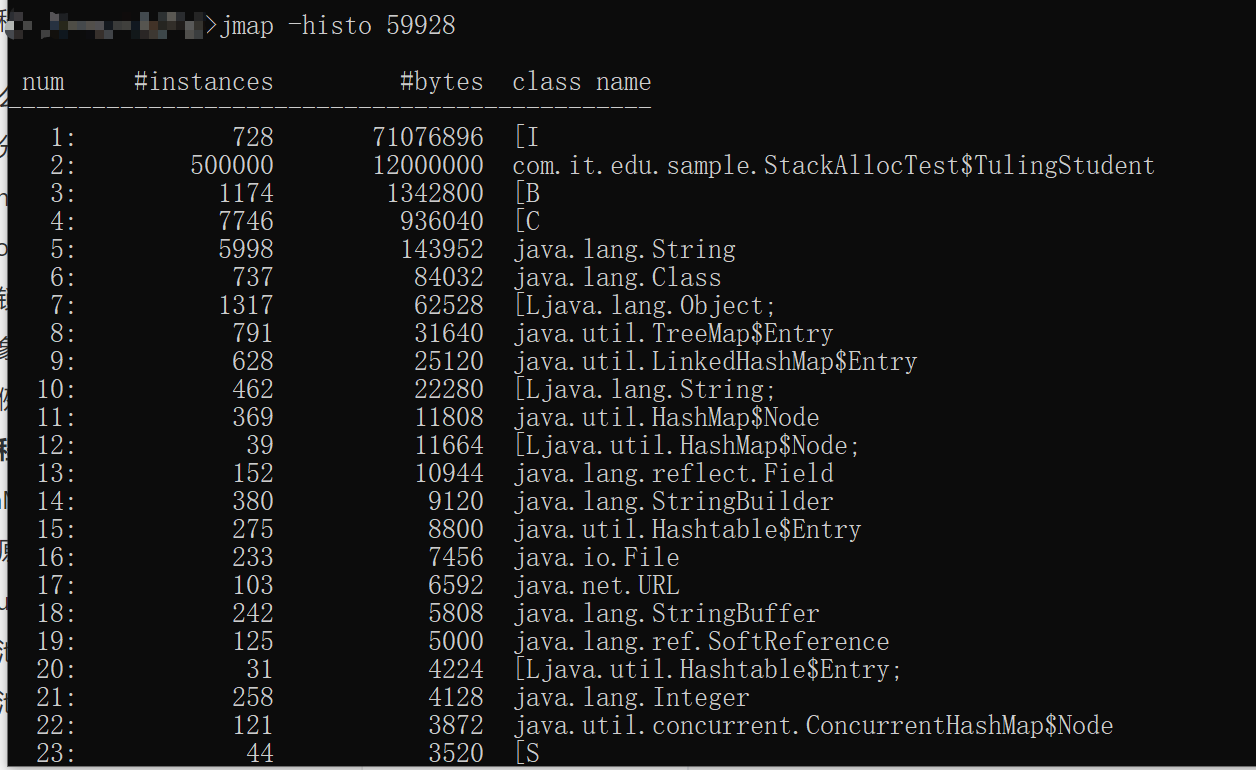 >jmap -histo 59928
num #instances #bytes class name
----------------------------------------------
1: 728 71076896 [I
2: 500000 12000000 com.it.edu.sample.StackAllocTest$TulingStudent
3: 1174 1342800 [B
4: 7746 936040 [C
5: 5998 143952 java.lang.String
6: 737 84032 java.lang.Class
7: 1317 62528 [Ljava.lang.Object;
8: 791 31640 java.util.TreeMap$Entry
9: 628 25120 java.util.LinkedHashMap$Entry
10: 462 22280 [Ljava.lang.String;
11: 369 11808 java.util.HashMap$Node
12: 39 11664 [Ljava.util.HashMap$Node;
13: 152 10944 java.lang.reflect.Field
14: 380 9120 java.lang.StringBuilder
15: 275 8800 java.util.Hashtable$Entry
16: 233 7456 java.io.File
17: 103 6592 java.net.URL
18: 242 5808 java.lang.StringBuffer
19: 125 5000 java.lang.ref.SoftReference
20: 31 4224 [Ljava.util.Hashtable$Entry;
21: 258 4128 java.lang.Integer
22: 121 3872 java.util.concurrent.ConcurrentHashMap$Node
23: 44 3520 [S